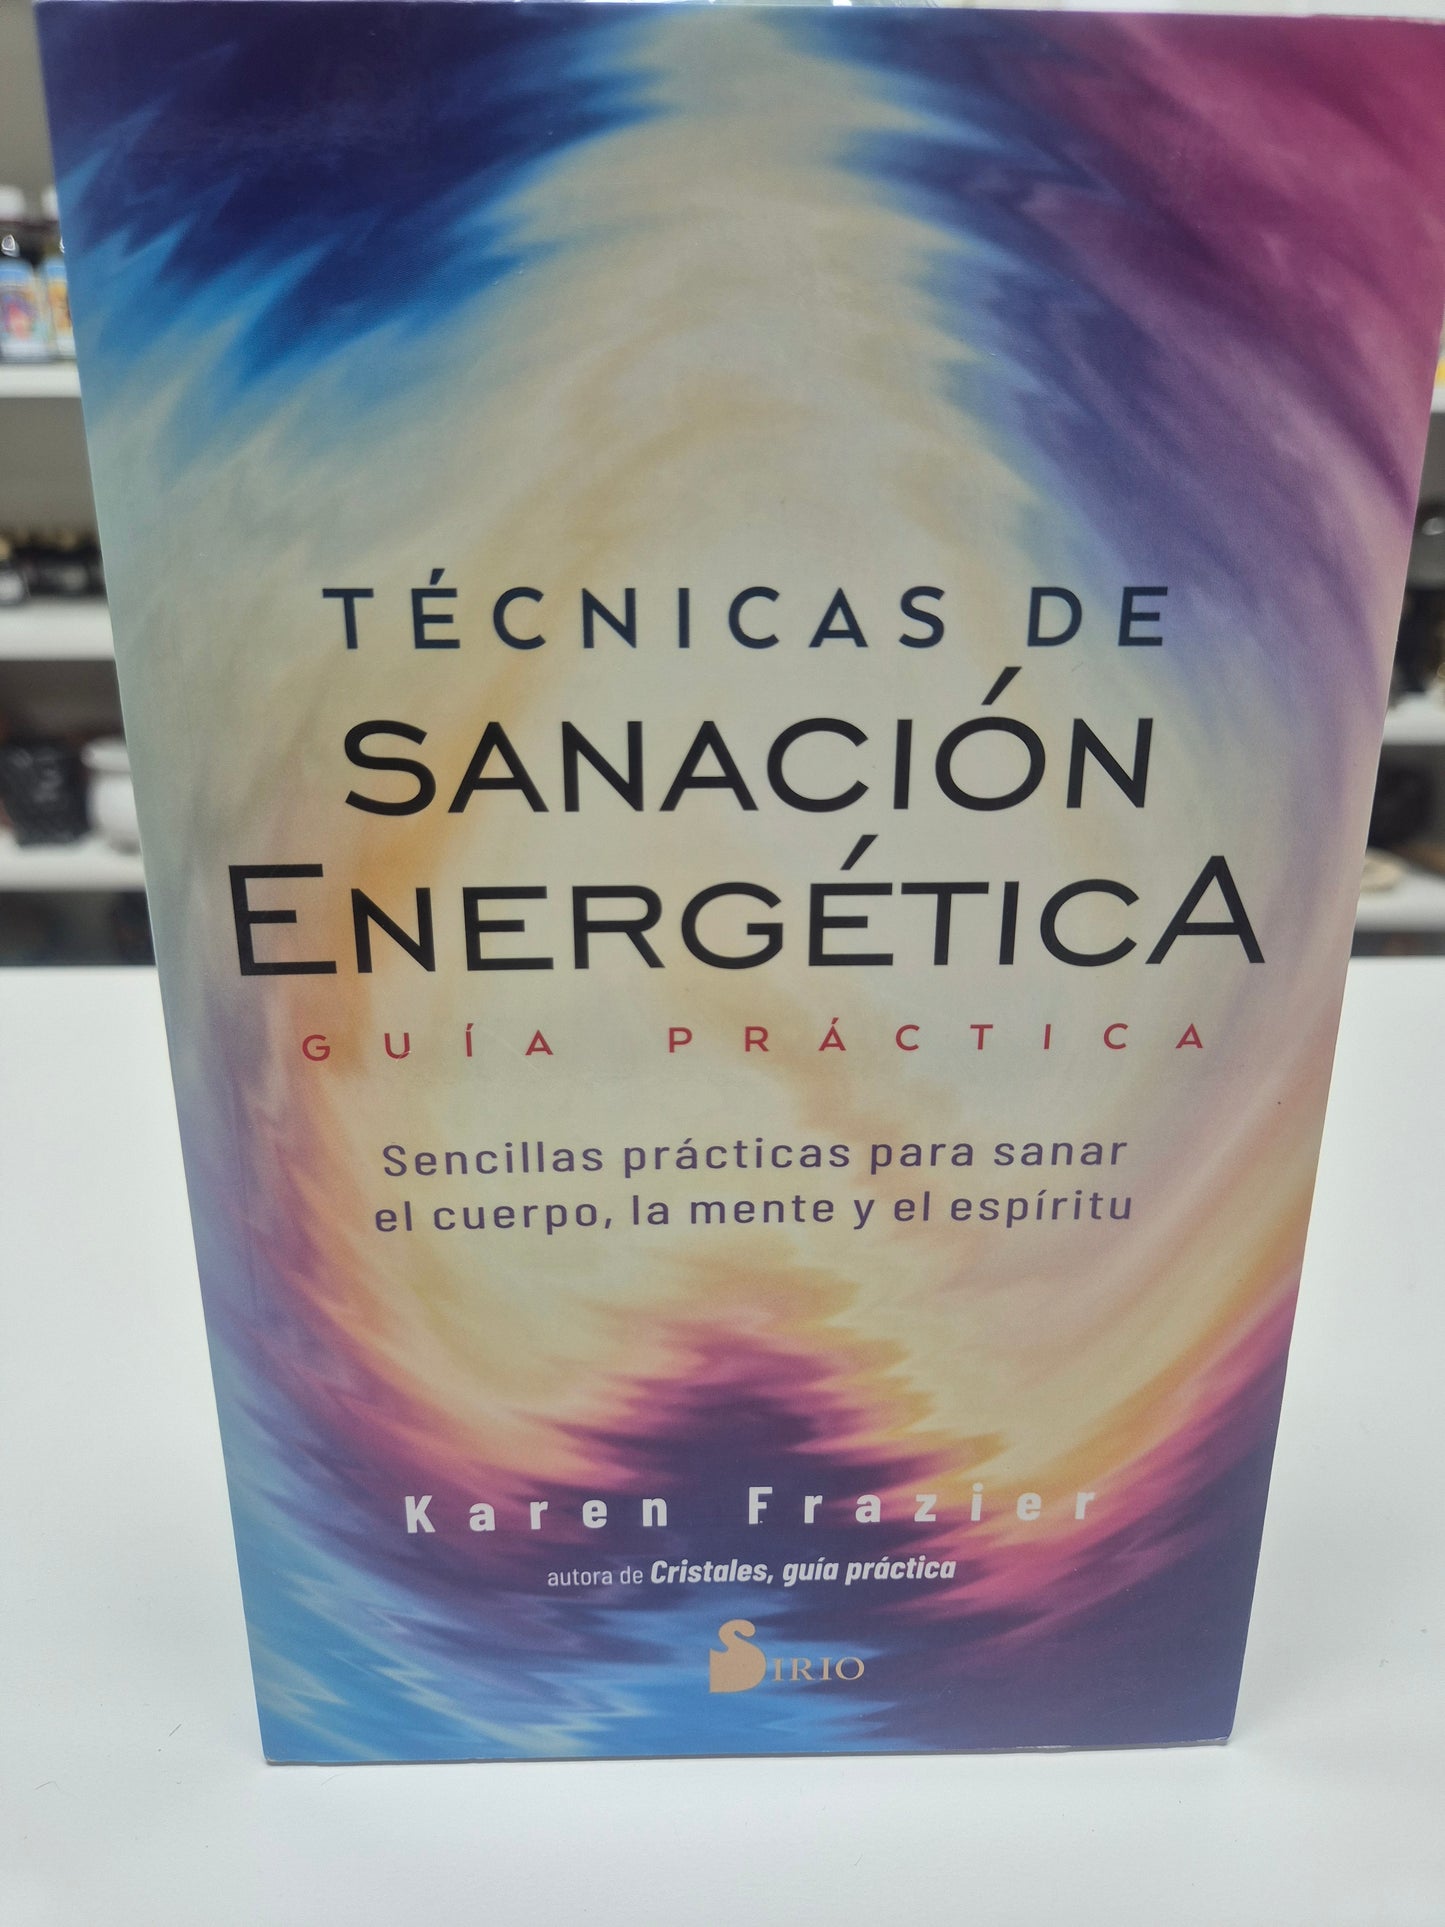 TÉCNICAS DE
SANACIÓN
ENERGÉTICA
GUÍA PRÁCTICA
Sencillas prácticas para sanar
el cuerpo, la mente y el espíritu
Karen Frazier
autora de Cristales, guía práctica
SIRIO